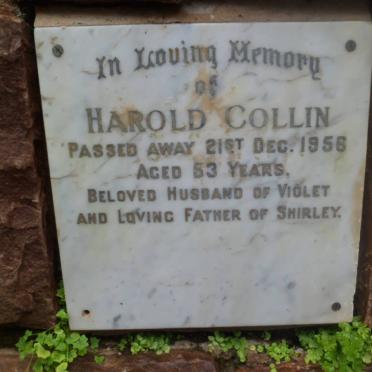 In Loving Memory
of
HAROLD COLLIN
PASSED AWAY 21ST DEC. 1956
AGED 53 YEARS.
BELOVED HUSBAND OF VIOLET
AND LOVING FATHER OF SHIRLEY.